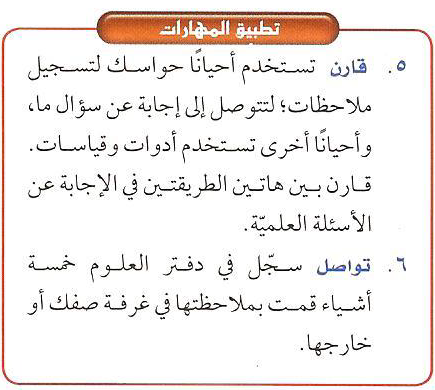 تطبيق المهارات
٥. قارن تستخدم أحيانًا حواسك لتسجيل
ملاحظات؛ لتتوصل إلى إجابة عن سؤال ما،
وأحيانًا أخرى تستخدم أدوات وقياسات.
قارن بين هاتين الطريقتين في الإجابة عن
الأسئلة العلميّة.
٦. تواصل سجّل في دفتر العلوم خمسة
أشياء قمت بملاحظتها في غرفة صفك أو
خارجها.